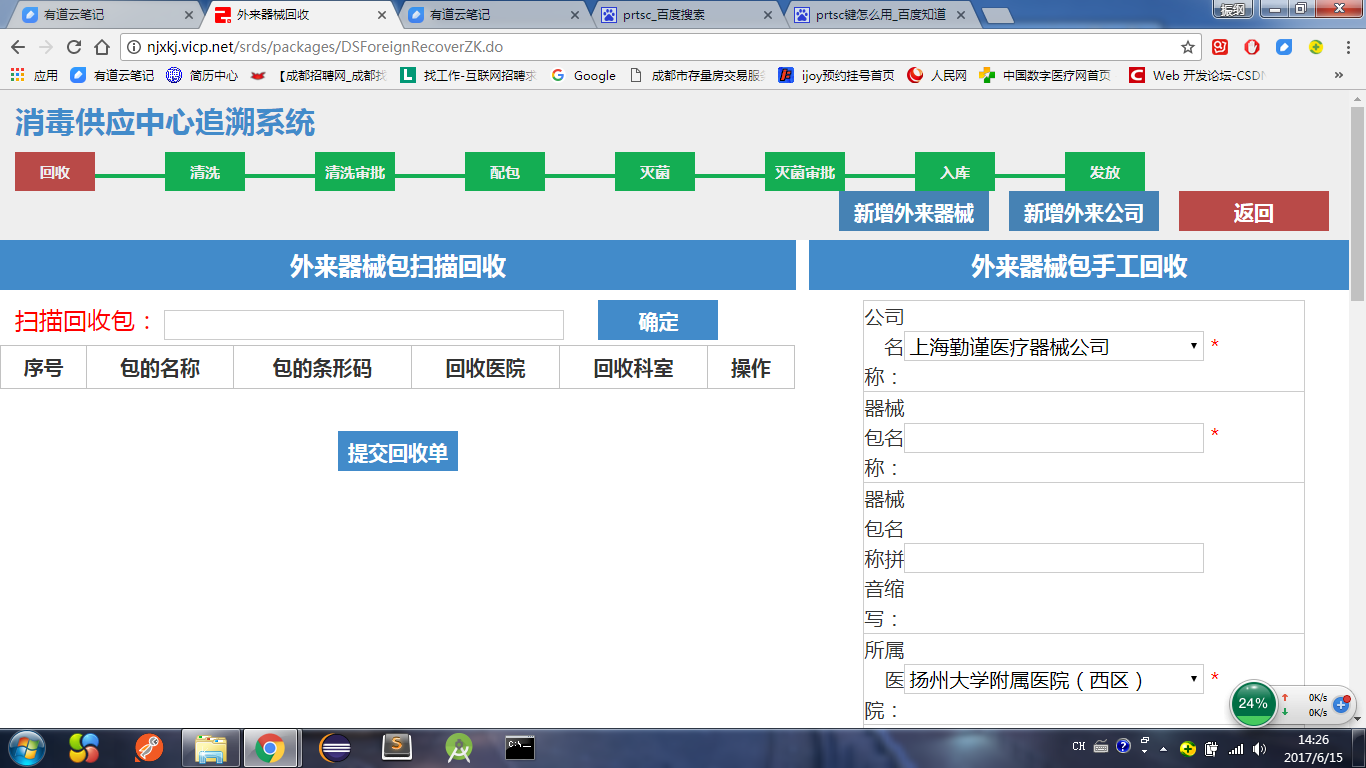 有道云笔记
外来器械回收
有道云笔记
prtsc_百度搜索
prtsc键怎么用_百度知道
振纲
njxkj.vicp.net/srds/packages/DSForeignRecoverZK.do
应用
有道云笔记
简历中心
【成都招聘网_成都找
找工作-互联网招聘求
Google
成都市存量房交易服务
ijoy预约挂号首页
人民网
中国数字医疗网首页
Web 开发论坛-CSDN
»
消毒供应中心追溯系统
回收
清洗
清洗审批
配包
灭菌
灭菌审批
入库
发放
新增外来器械
新增外来公司
返回
外来器械包扫描回收
扫描回收包：
确定
序号
包的名称
包的条形码
回收医院
回收科室
操作
提交回收单
外来器械包手工回收
公司
名
称：
上海勤谨医疗器械公司
*
器械
包名
称：
*
器械
包名
称拼
音缩
写：
所属
医
院：
扬州大学附属医院（西区）
*
24%
0K/s
0K/s
CH
14:26
2017/6/15